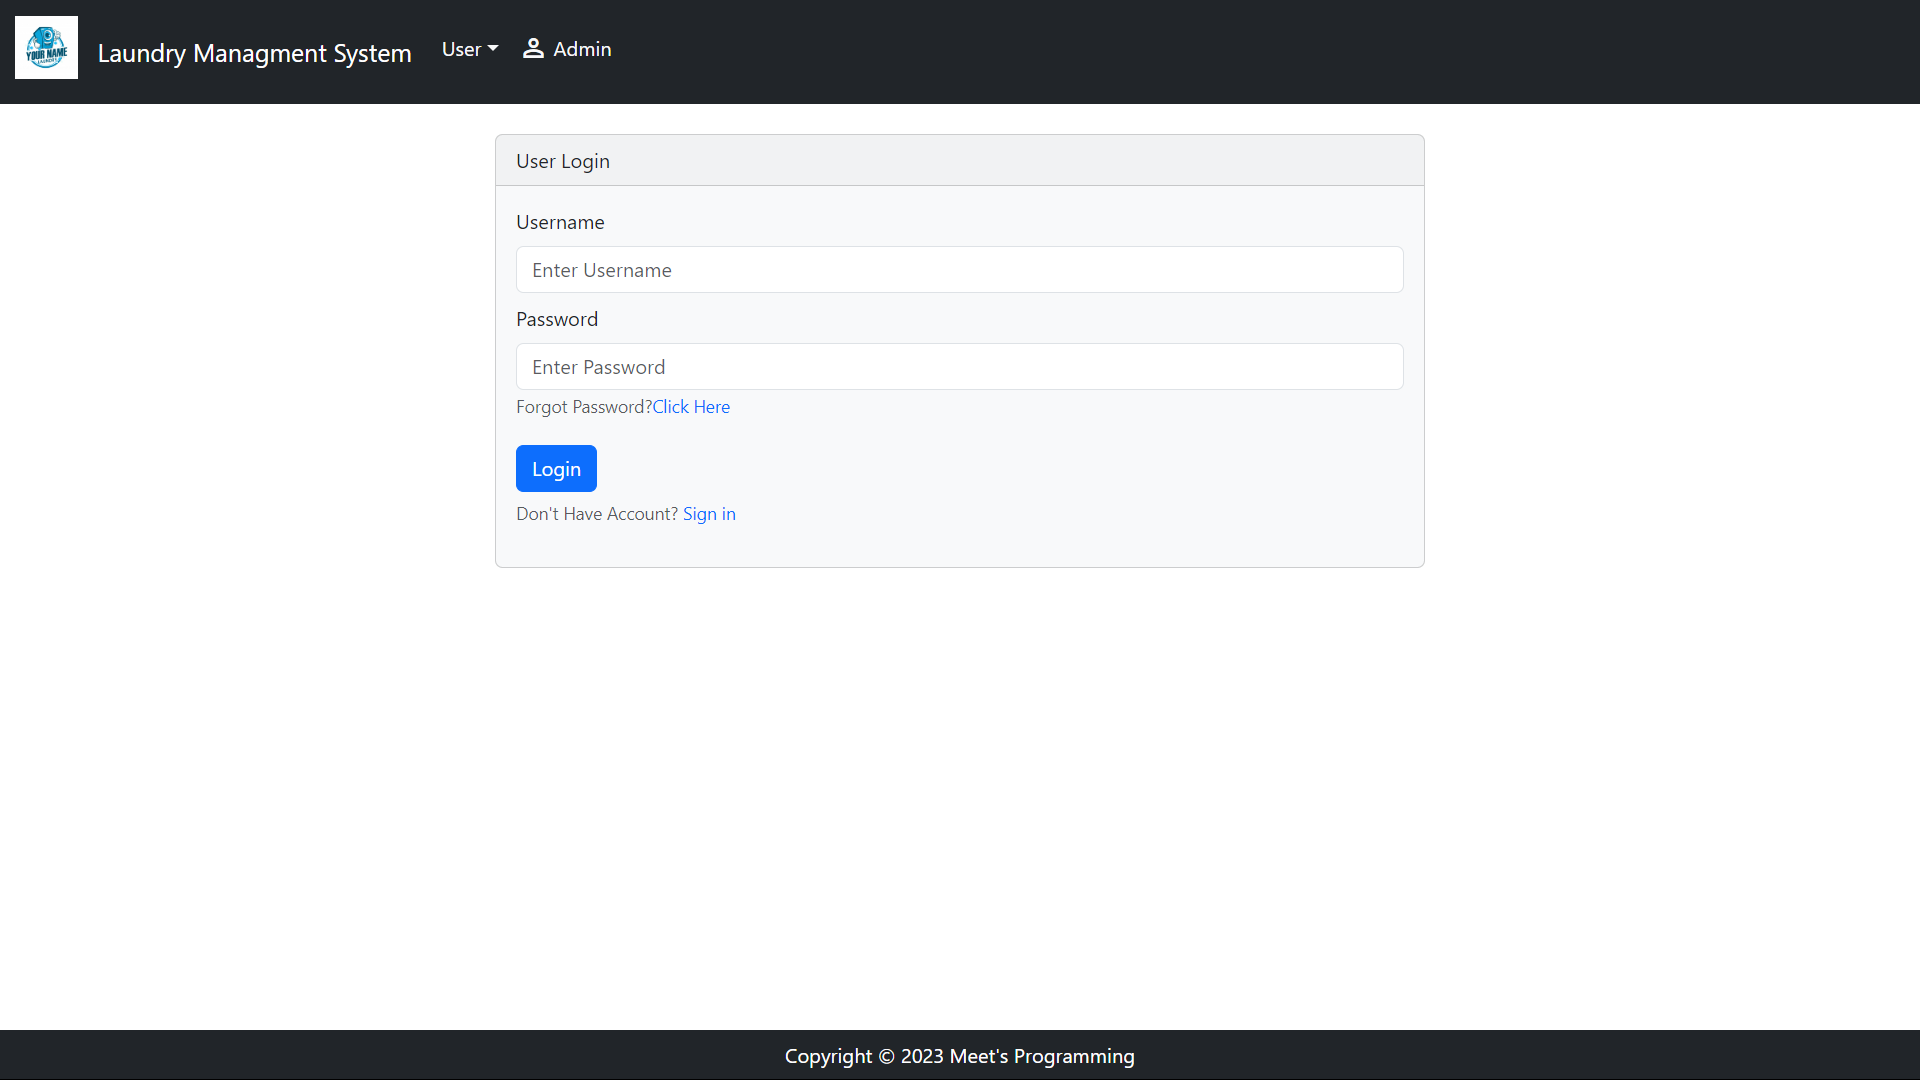 YOUR NAME
LAUNDRY
Laundry Managment System
User
Admin
User Login
Username
Enter Username
Password
Enter Password
Forgot Password?Click Here
Login
Don't Have Account? Sign in
Copyright © 2023 Meet's Programming